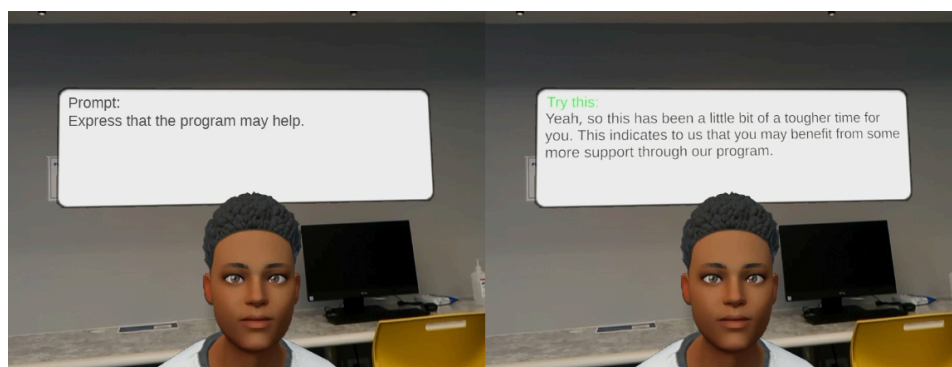 Prompt:
Express that the program may help.
Try this:
Yeah, so this has been a little bit of a tougher time for
you. This indicates to us that you may benefit from some
more support through our program.